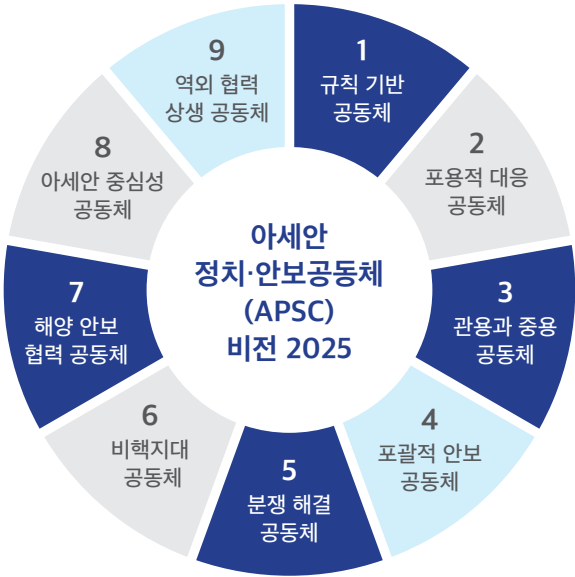 아세안
정치·안보공동체
(APSC)
비전 2025
1
규칙 기반
공동체
2
포용적 대응
공동체
3
관용과 중용
공동체
4
포괄적 안보
공동체
5
분쟁 해결
공동체
6
비핵지대
공동체
7
해양 안보
협력 공동체
8
아세안 중심성
공동체
9
역외 협력
상생 공동체